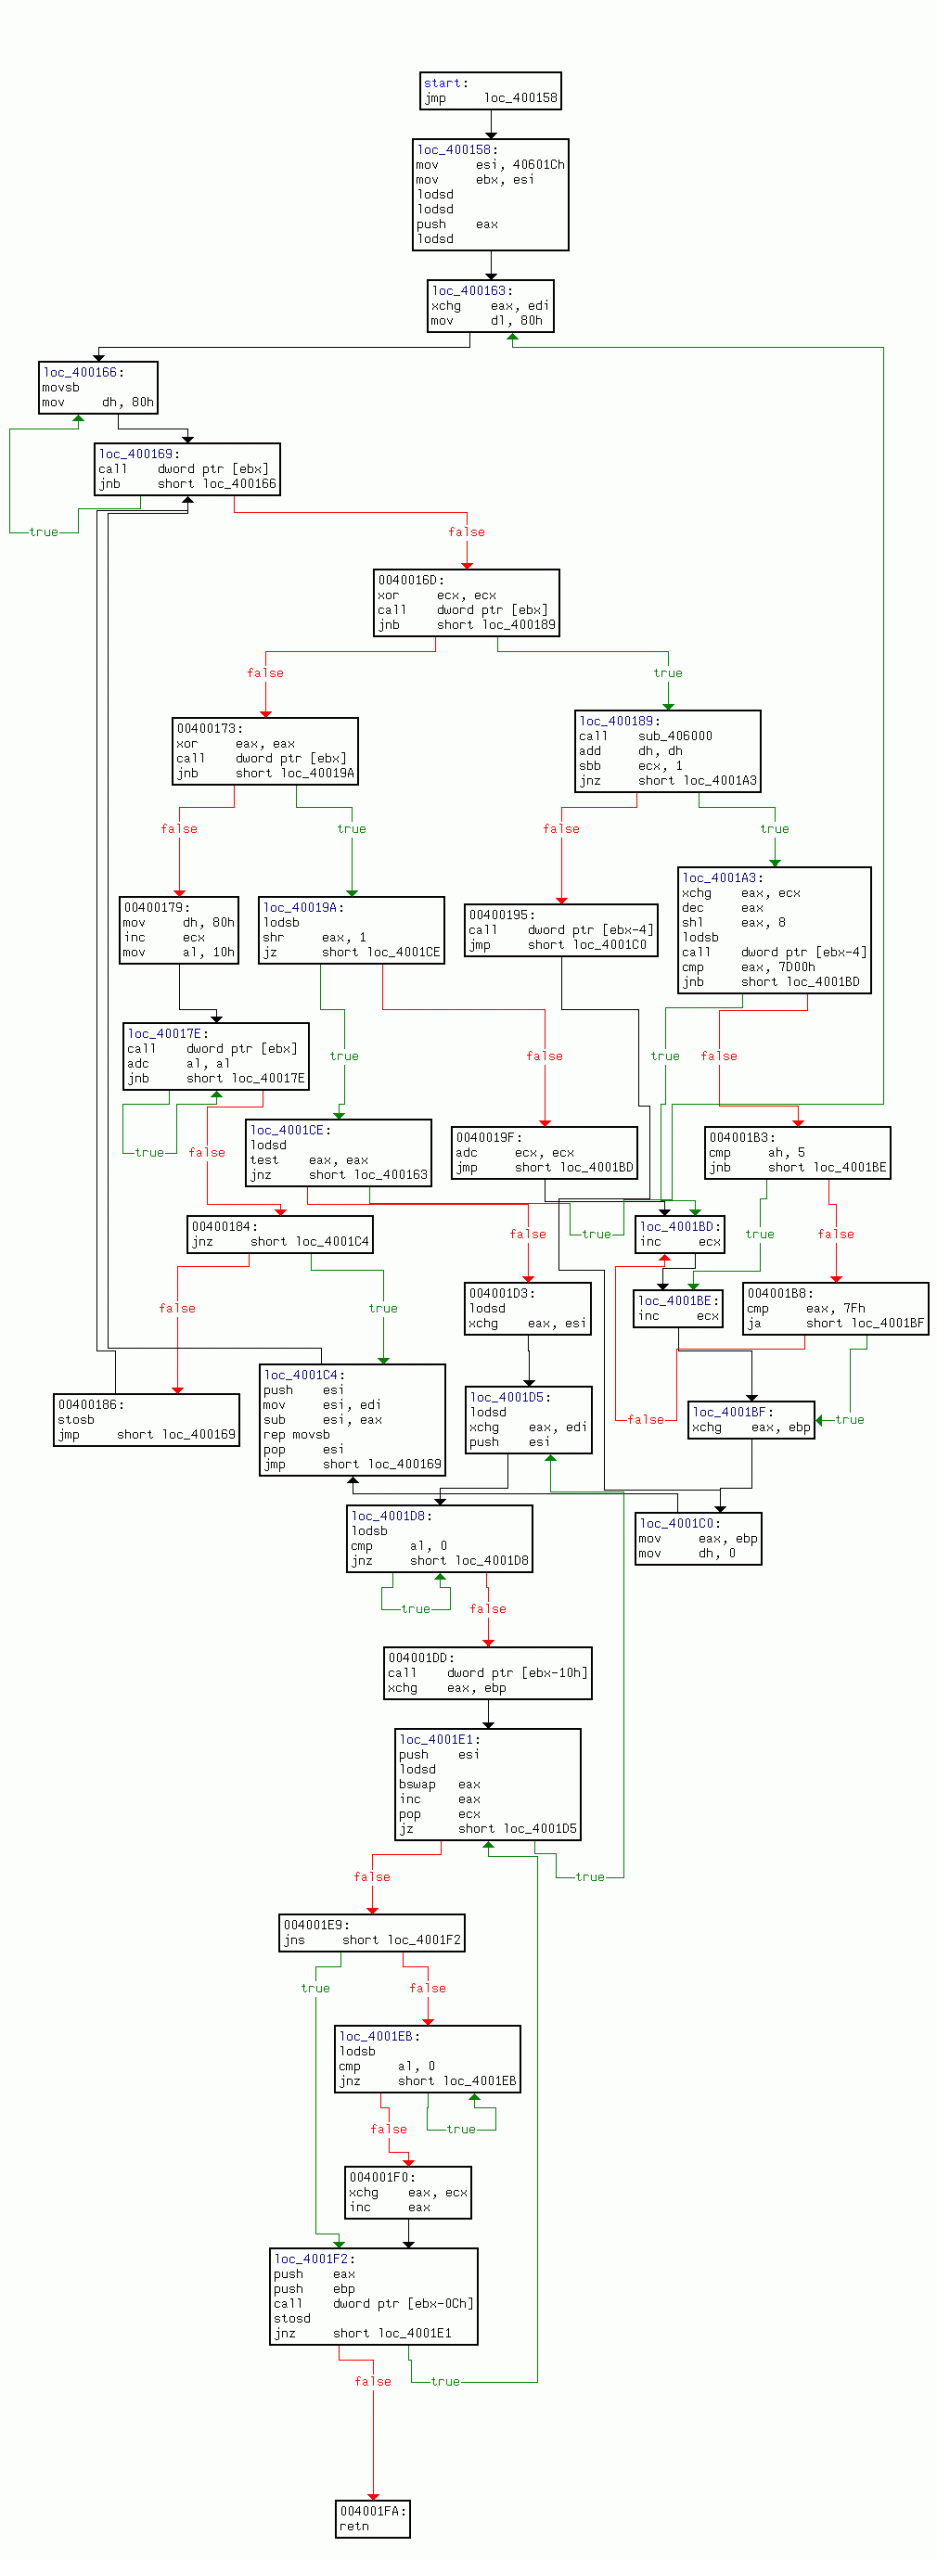 start:
jmp     loc_400158
loc_400158:
mov     esi, 40601Ch
mov     ebx, esi
lodsd
lodsd
push    eax
lodsd
loc_400163:
xchg    eax, edi
mov     dl, 80h
loc_400166:
movsb
mov     dh, 80h
loc_400169:
call    dword ptr [ebx]
jnb     short loc_400166
true
false
0040016D:
xor     ecx, ecx
call    dword ptr [ebx]
jnb     short loc_400189
false
true
00400173:
xor     eax, eax
call    dword ptr [ebx]
jnb     short loc_40019A
loc_400189:
call    sub_406000
add     dh, dh
sbb     ecx, 1
jnz     short loc_4001A3
false
true
false
true
00400179:
mov     dh, 80h
inc     ecx
mov     al, 10h
loc_40019A:
lodsb
shr     eax, 1
jz      short loc_4001CE
00400195:
call    dword ptr [ebx-4]
jmp     short loc_4001C0
loc_4001A3:
xchg    eax, ecx
dec     eax
shl     eax, 8
lodsb
call    dword ptr [ebx-4]
cmp     eax, 7D00h
jnb     short loc_4001BD
loc_40017E:
call    dword ptr [ebx]
adc     al, al
jnb     short loc_40017E
true
false
true
false
true
false
loc_4001CE:
lodsd
test    eax, eax
jnz     short loc_400163
0040019F:
adc     ecx, ecx
jmp     short loc_4001BD
004001B3:
cmp     ah, 5
jnb     short loc_4001BE
00400184:
jnz     short loc_4001C4
loc_4001BD:
inc     ecx
false
true
true
false
false
true
004001D3:
lodsd
xchg    eax, esi
loc_4001BE:
inc     ecx
004001B8:
cmp     eax, 7Fh
ja      short loc_4001BF
00400186:
stosb
jmp     short loc_400169
loc_4001C4:
push    esi
mov     esi, edi
sub     esi, eax
rep movsb
pop     esi
jmp     short loc_400169
loc_4001D5:
lodsd
xchg    eax, edi
push    esi
false
loc_4001BF:
xchg    eax, ebp
true
loc_4001D8:
lodsb
cmp     al, 0
jnz     short loc_4001D8
loc_4001C0:
mov     eax, ebp
mov     dh, 0
true
false
004001DD:
call    dword ptr [ebx-10h]
xchg    eax, ebp
loc_4001E1:
push    esi
lodsd
bswap   eax
inc     eax
pop     ecx
jz      short loc_4001D5
false
true
004001E9:
jns     short loc_4001F2
true
false
loc_4001EB:
lodsb
cmp     al, 0
jnz     short loc_4001EB
false
true
004001F0:
xchg    eax, ecx
inc     eax
loc_4001F2:
push    eax
push    ebp
call    dword ptr [ebx-0Ch]
stosd
jnz     short loc_4001E1
false
true
004001FA:
retn